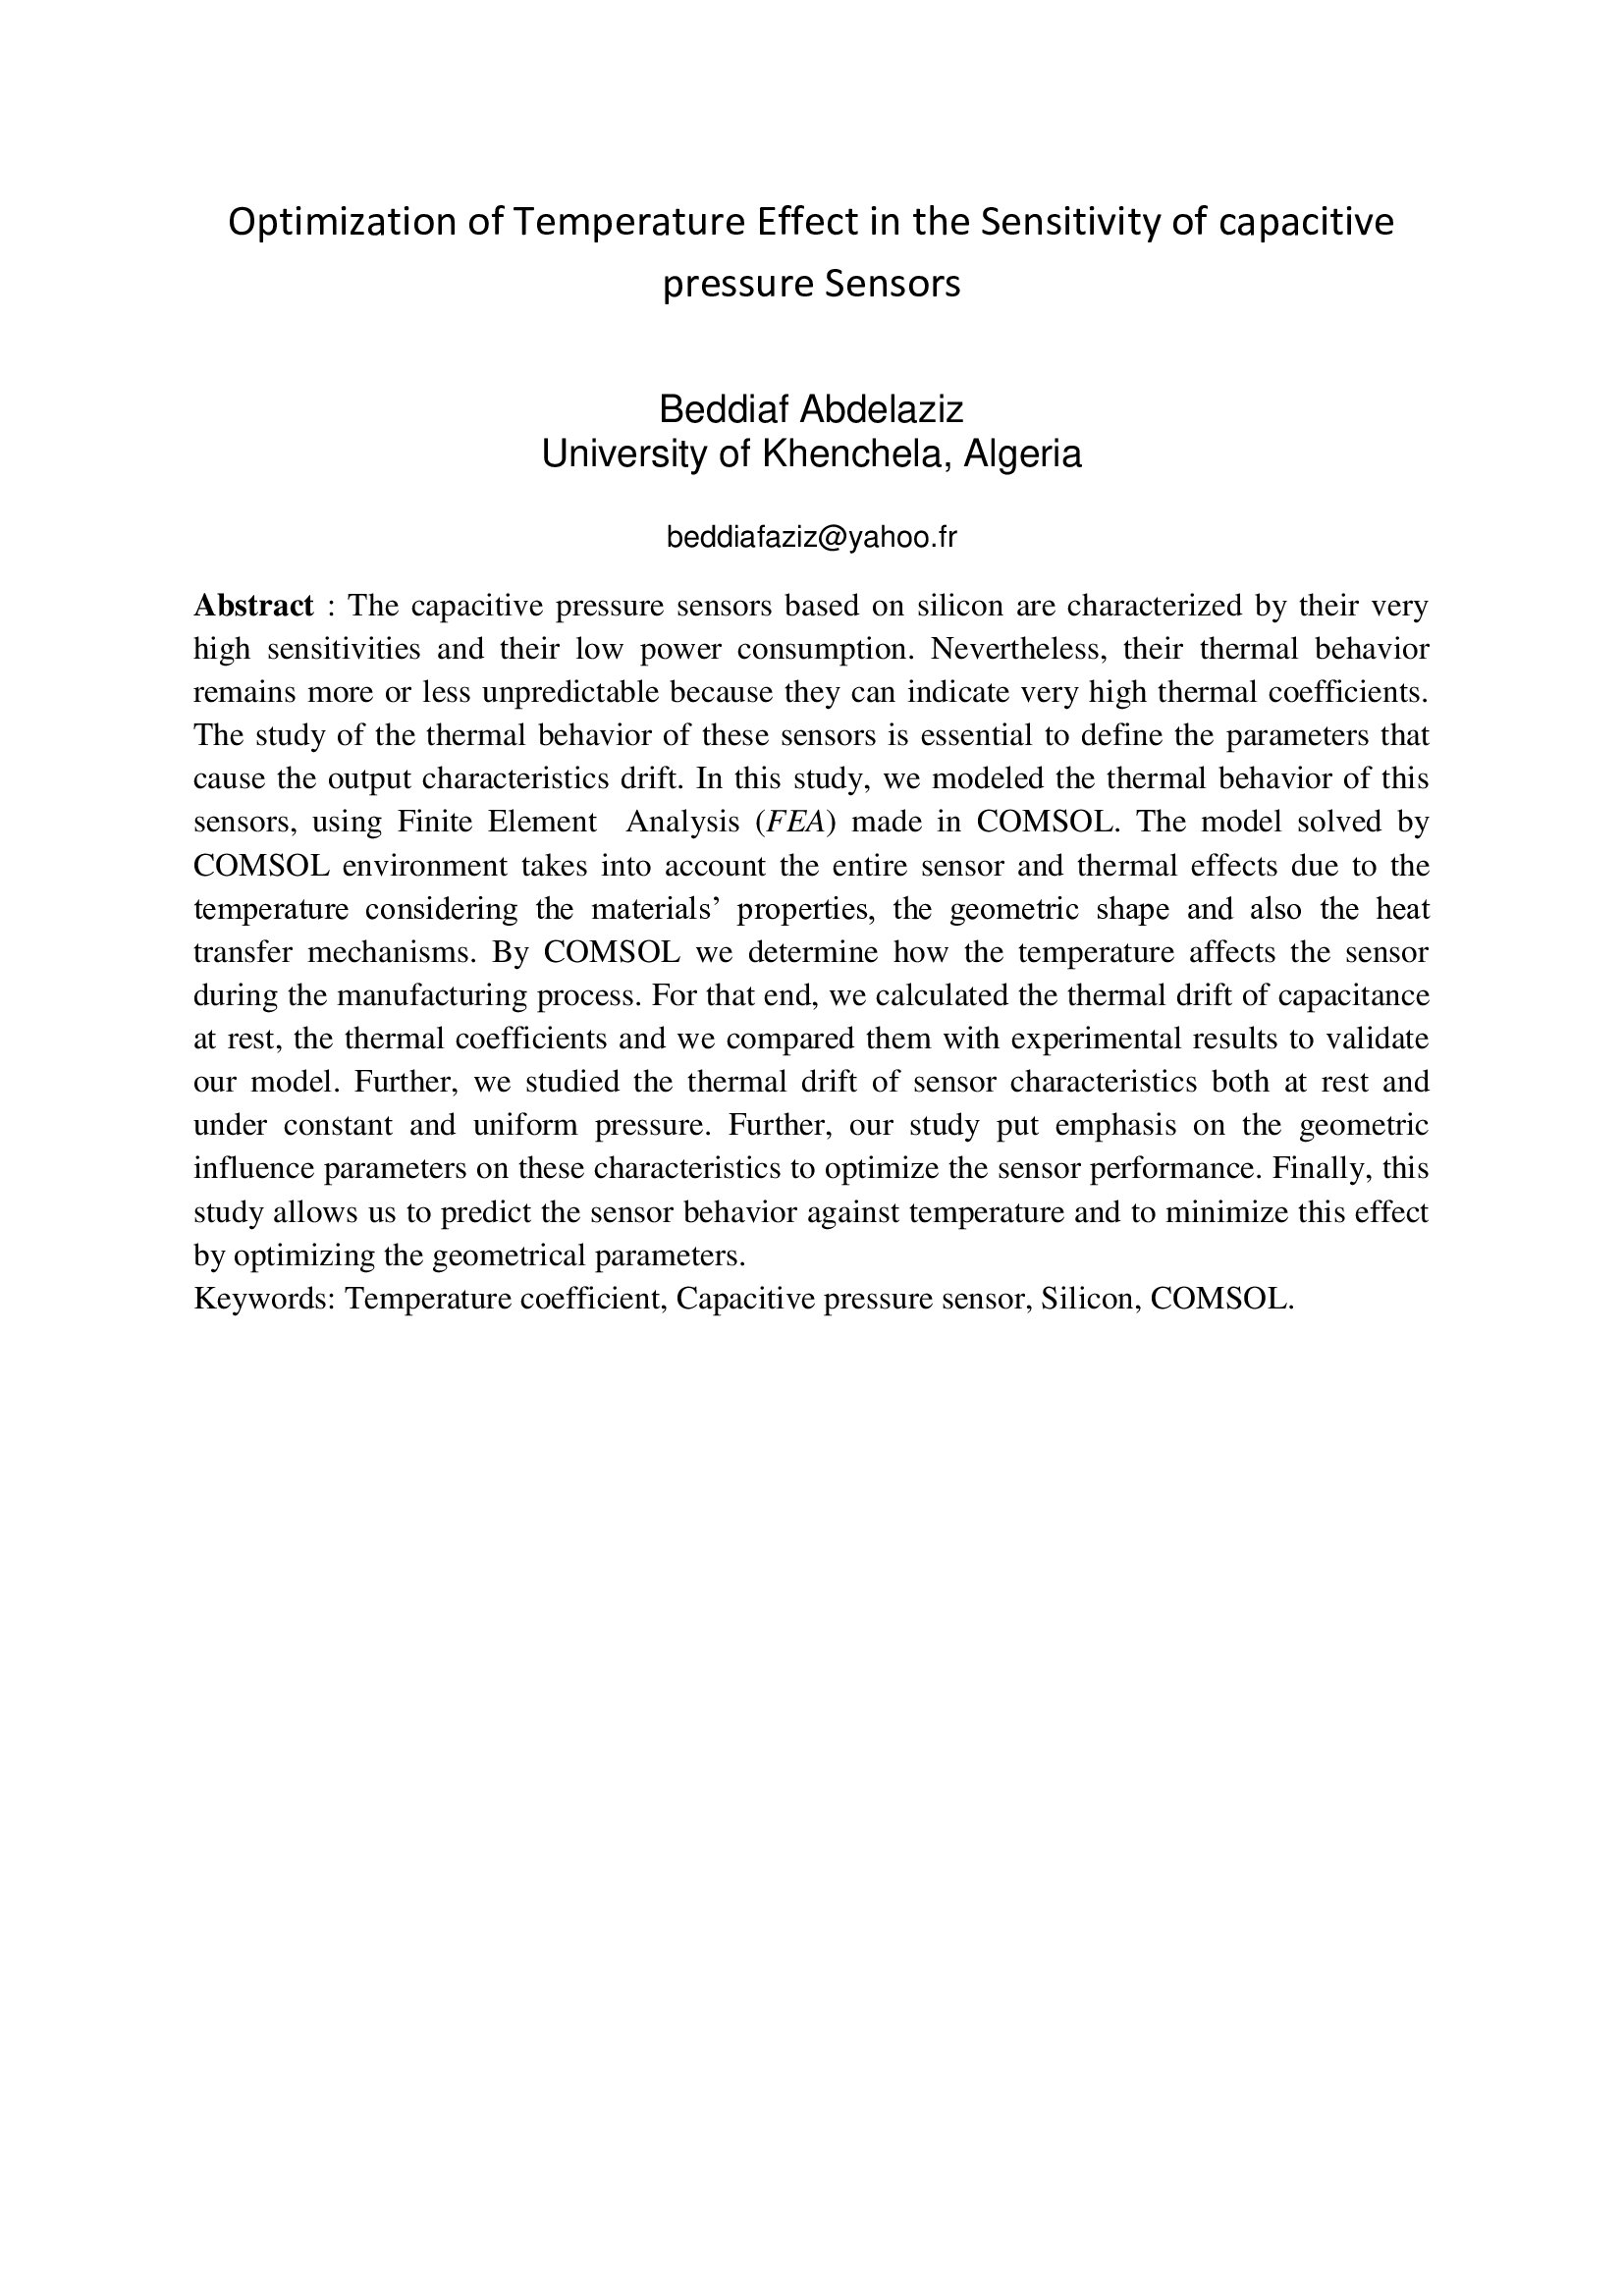 Optimization of Temperature Effect in the Sensitivity of capacitive
pressure Sensors
Beddiaf Abdelaziz
University of Khenchela, Algeria
beddiafaziz@yahoo.fr
Abstract : The capacitive pressure sensors based on silicon are characterized by their very
high sensitivities and their low power consumption. Nevertheless, their thermal behavior
remains more or less unpredictable because they can indicate very high thermal coefficients.
The study of the thermal behavior of these sensors is essential to define the parameters that
cause the output characteristics drift. In this study, we modeled the thermal behavior of this
sensors, using Finite Element  Analysis (FEA) made in COMSOL. The model solved by
COMSOL environment takes into account the entire sensor and thermal effects due to the
temperature considering the materials’ properties, the geometric shape and also the heat
transfer mechanisms. By COMSOL we determine how the temperature affects the sensor
during the manufacturing process. For that end, we calculated the thermal drift of capacitance
at rest, the thermal coefficients and we compared them with experimental results to validate
our model. Further, we studied the thermal drift of sensor characteristics both at rest and
under constant and uniform pressure. Further, our study put emphasis on the geometric
influence parameters on these characteristics to optimize the sensor performance. Finally, this
study allows us to predict the sensor behavior against temperature and to minimize this effect
by optimizing the geometrical parameters.
Keywords: Temperature coefficient, Capacitive pressure sensor, Silicon, COMSOL.